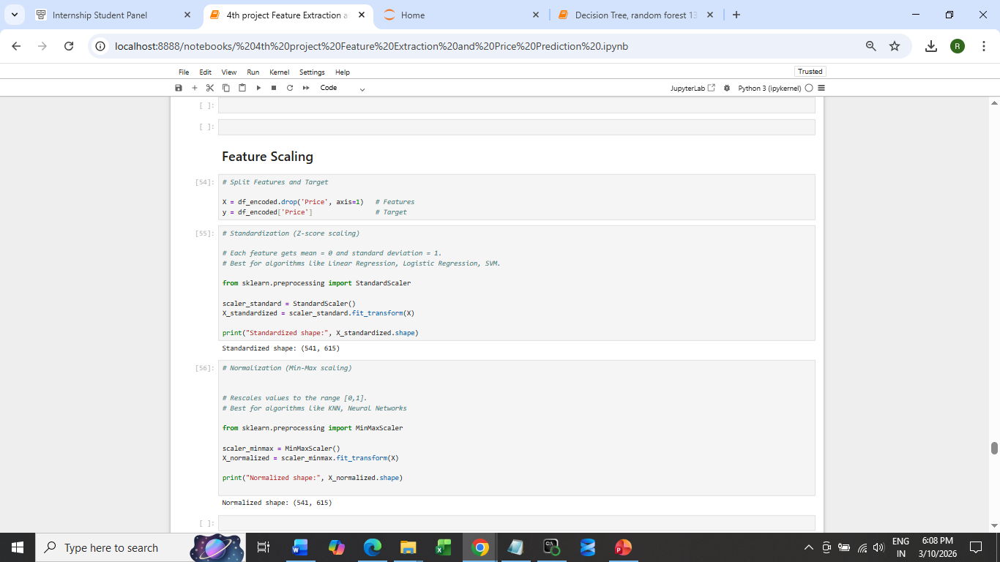 Internship Student Panel
4th project Feature Extraction a
Home
Decision Tree, random forest 13
localhost:8888/notebooks/%204th%20project%20Feature%20Extraction%20and%20Price%20Prediction%20.ipynb
R
File Edit View Run Kernel Settings Help
Trusted
Code
JupyterLab
Python 3 (ipykernel)
[ ]:
[ ]:
Feature Scaling
[54]:
# Split Features and Target
X = df_encoded.drop('Price', axis=1) # Features
y = df_encoded['Price'] # Target
[55]:
# Standardization (Z-score scaling)
# Each feature gets mean = 0 and standard deviation = 1.
# Best for algorithms like Linear Regression, Logistic Regression, SVM.
from sklearn.preprocessing import StandardScaler
scaler_standard = StandardScaler()
X_standardized = scaler_standard.fit_transform(X)
print("Standardized shape:", X_standardized.shape)
Standardized shape: (541, 615)
[56]:
# Normalization (Min-Max scaling)
# Rescales values to the range [0,1].
# Best for algorithms like KNN, Neural Networks
from sklearn.preprocessing import MinMaxScaler
scaler_minmax = MinMaxScaler()
X_normalized = scaler_minmax.fit_transform(X)
print("Normalized shape:", X_normalized.shape)
Normalized shape: (541, 615)
[ ]:
Type here to search
ENG
IN
6:08 PM
3/10/2026